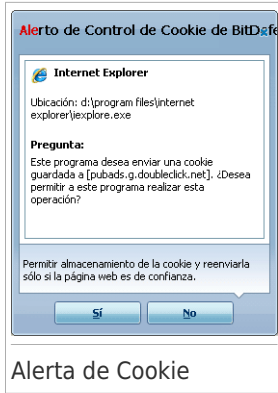 Alerto de Control de Cookie de BitDefe
Internet Explorer
Ubicación: d:\program files\internet
explorer\iexplore.exe
Pregunta:
Este programa desea enviar una cookie
guardada a [pubads.g.doubleclick.net]. ¿Desea
permitir a este programa realizar esta
operación?
Permitir almacenamiento de la cookie y reenviarla
sólo si la página web es de confianza.
Sí
No
Alerta de Cookie